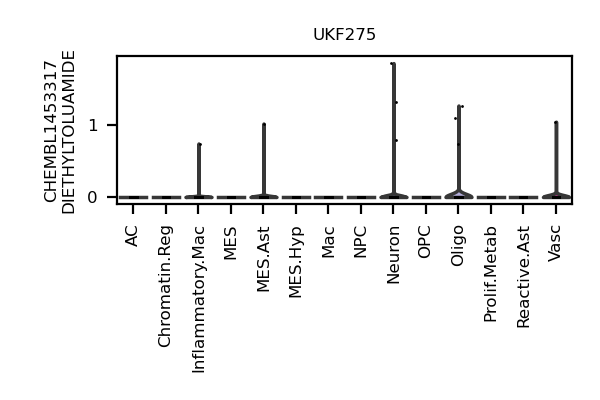 UKF275
CHEMBL1453317
DIETHYLTOLUAMIDE
1
0
AC
Chromatin.Reg
Inflammatory.Mac
MES
MES.Ast
MES.Hyp
Mac
NPC
Neuron
OPC
Oligo
Prolif.Metab
Reactive.Ast
Vasc